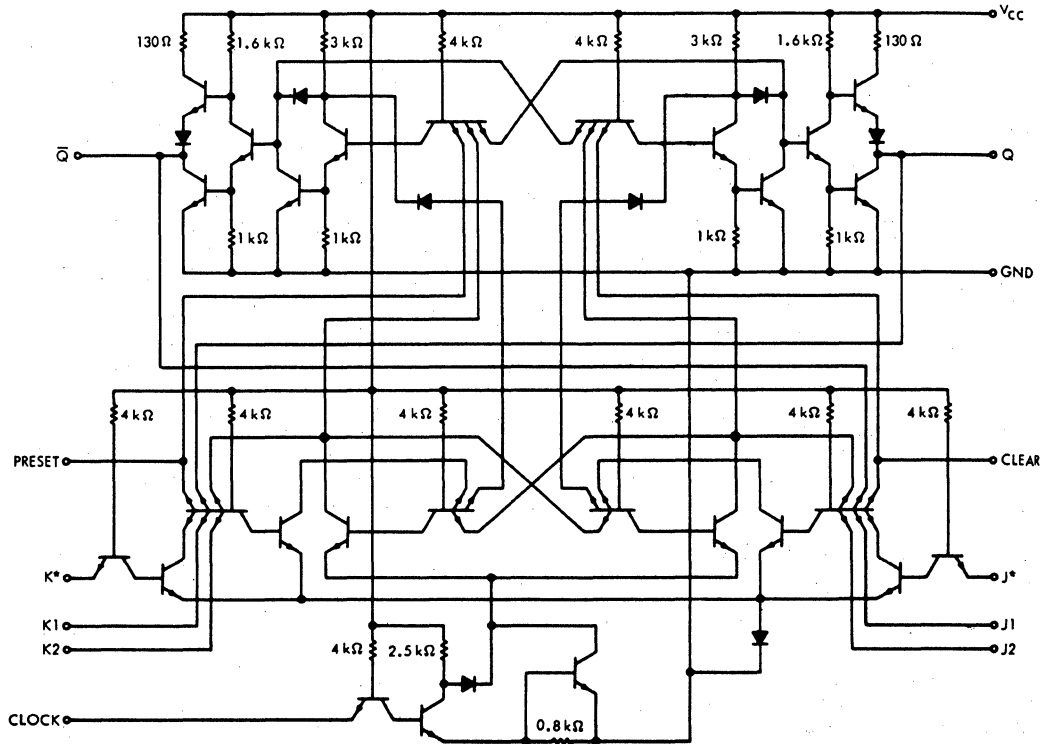 V_CC
130Ω 1.6kΩ 3kΩ 4kΩ 4kΩ 3kΩ 1.6kΩ 130Ω
Q̅ Q
1kΩ 1kΩ 1kΩ 1kΩ
GND
4kΩ 4kΩ 4kΩ 4kΩ 4kΩ 4kΩ
PRESET CLEAR
K* J*
K1 J1
K2 J2
4kΩ 2.5kΩ
CLOCK
0.8kΩ